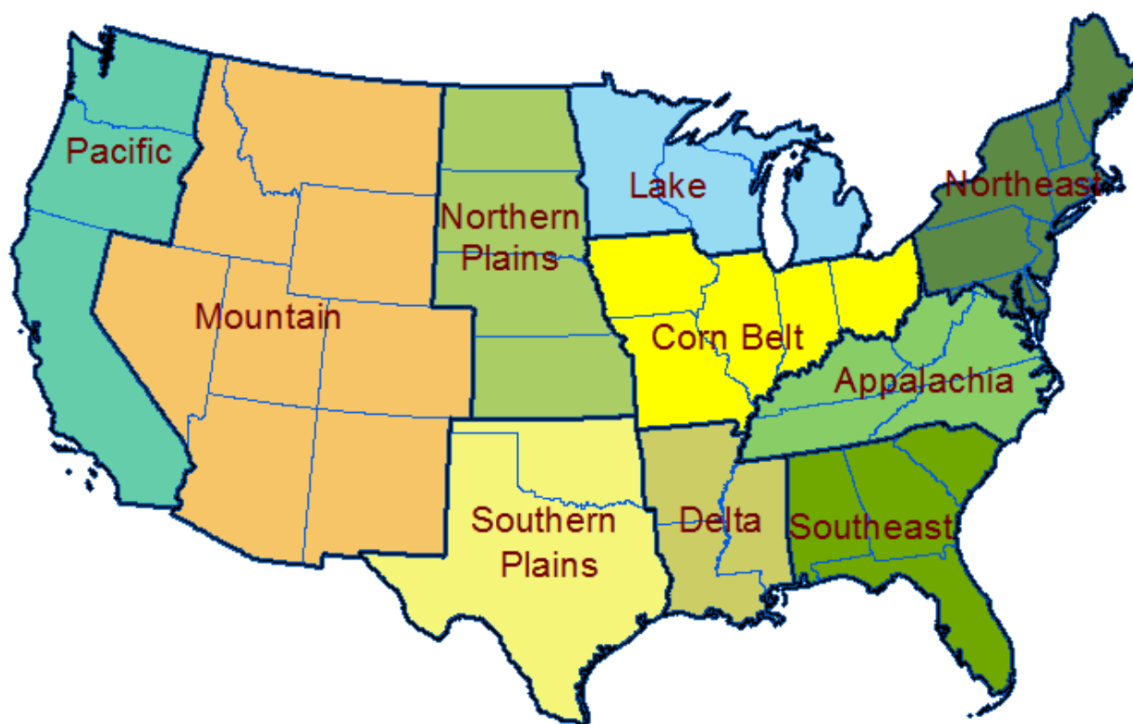 Pacific
Lake
Northeast
Northern
Plains
Mountain
Corn Belt
Appalachia
Southern
Plains
Delta
Southeast